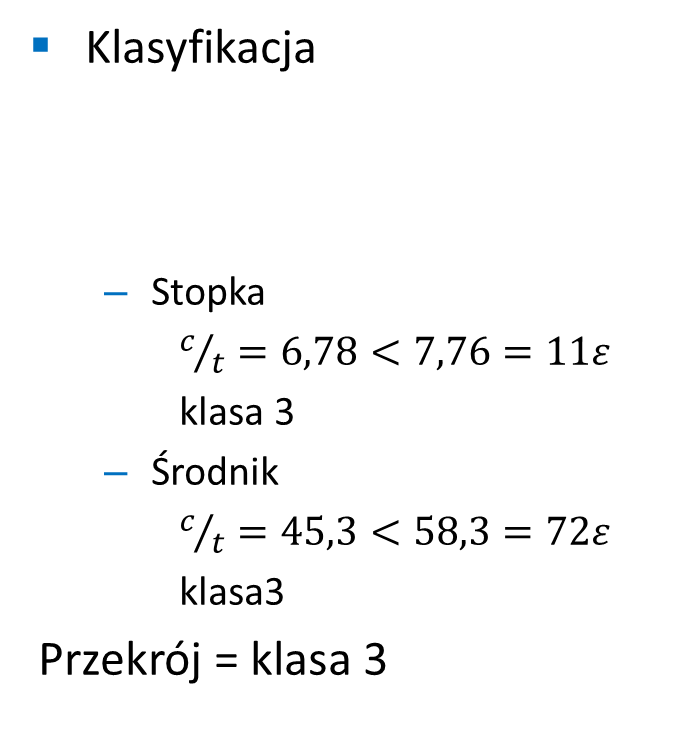 ▪ Klasyfikacja
– Stopka
c/t = 6,78 < 7,76 = 11ε
klasa 3
– Środnik
c/t = 45,3 < 58,3 = 72ε
klasa3
Przekrój = klasa 3